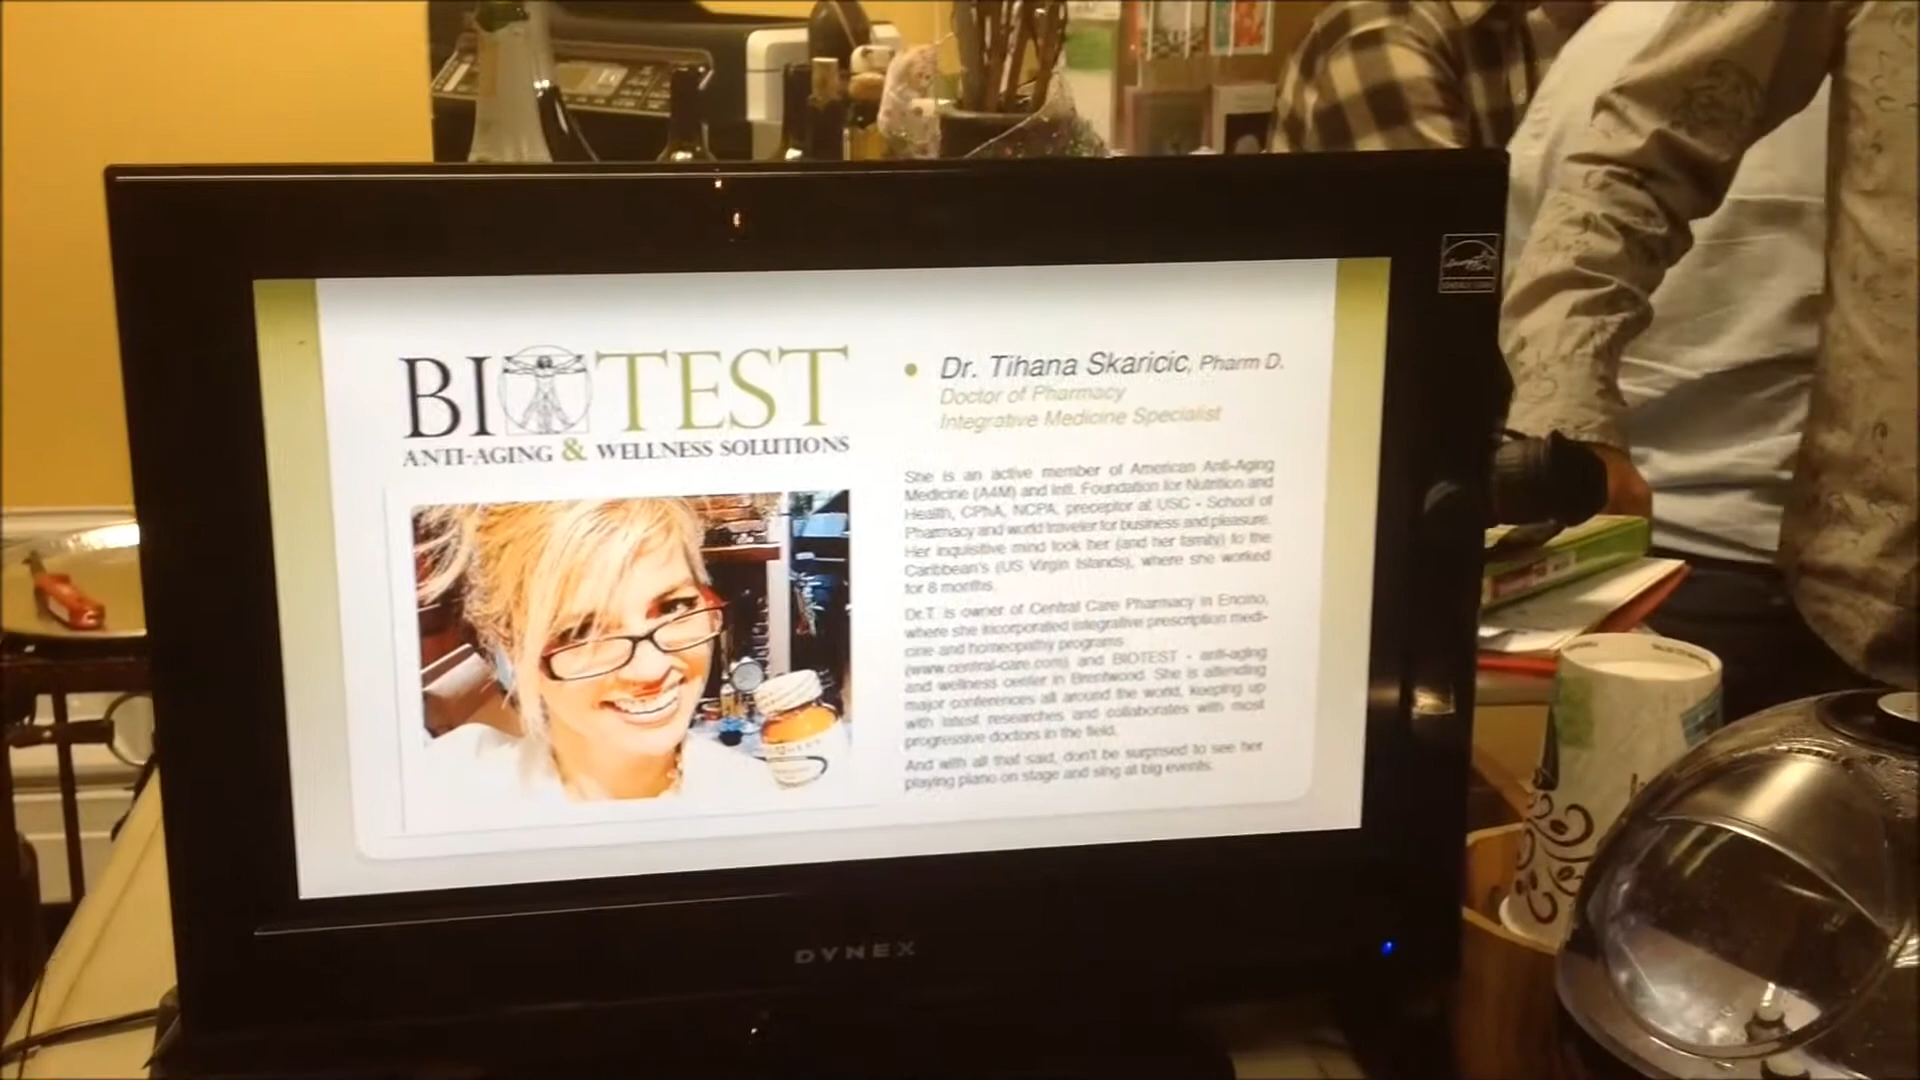 BIOTEST
ANTI-AGING & WELLNESS SOLUTIONS
• Dr. Tihana Skaricic, Pharm D.
Doctor of Pharmacy
Integrative Medicine Specialist
She is an active member of American Anti-Aging
Medicine (A4M) and Intl. Foundation for Nutrition and
Health, CPhA, NCPA, preceptor at USC - School of
Pharmacy and world traveler for business and pleasure.
Her inquisitive mind took her (and her family) to the
Caribbean's (US Virgin Islands), where she worked
for 8 months.
Dr.T. is owner of Central Care Pharmacy in Encino,
where she incorporated integrative prescription medi-
cine and homeopathy programs
(www.central-care.com) and BIOTEST - anti-aging
and wellness center in Brentwood. She is attending
major conferences all around the world, keeping up
with latest researches and collaborates with most
progressive doctors in the field.
And with all that said, don't be surprised to see her
playing piano on stage and sing at big events.
DYNEX